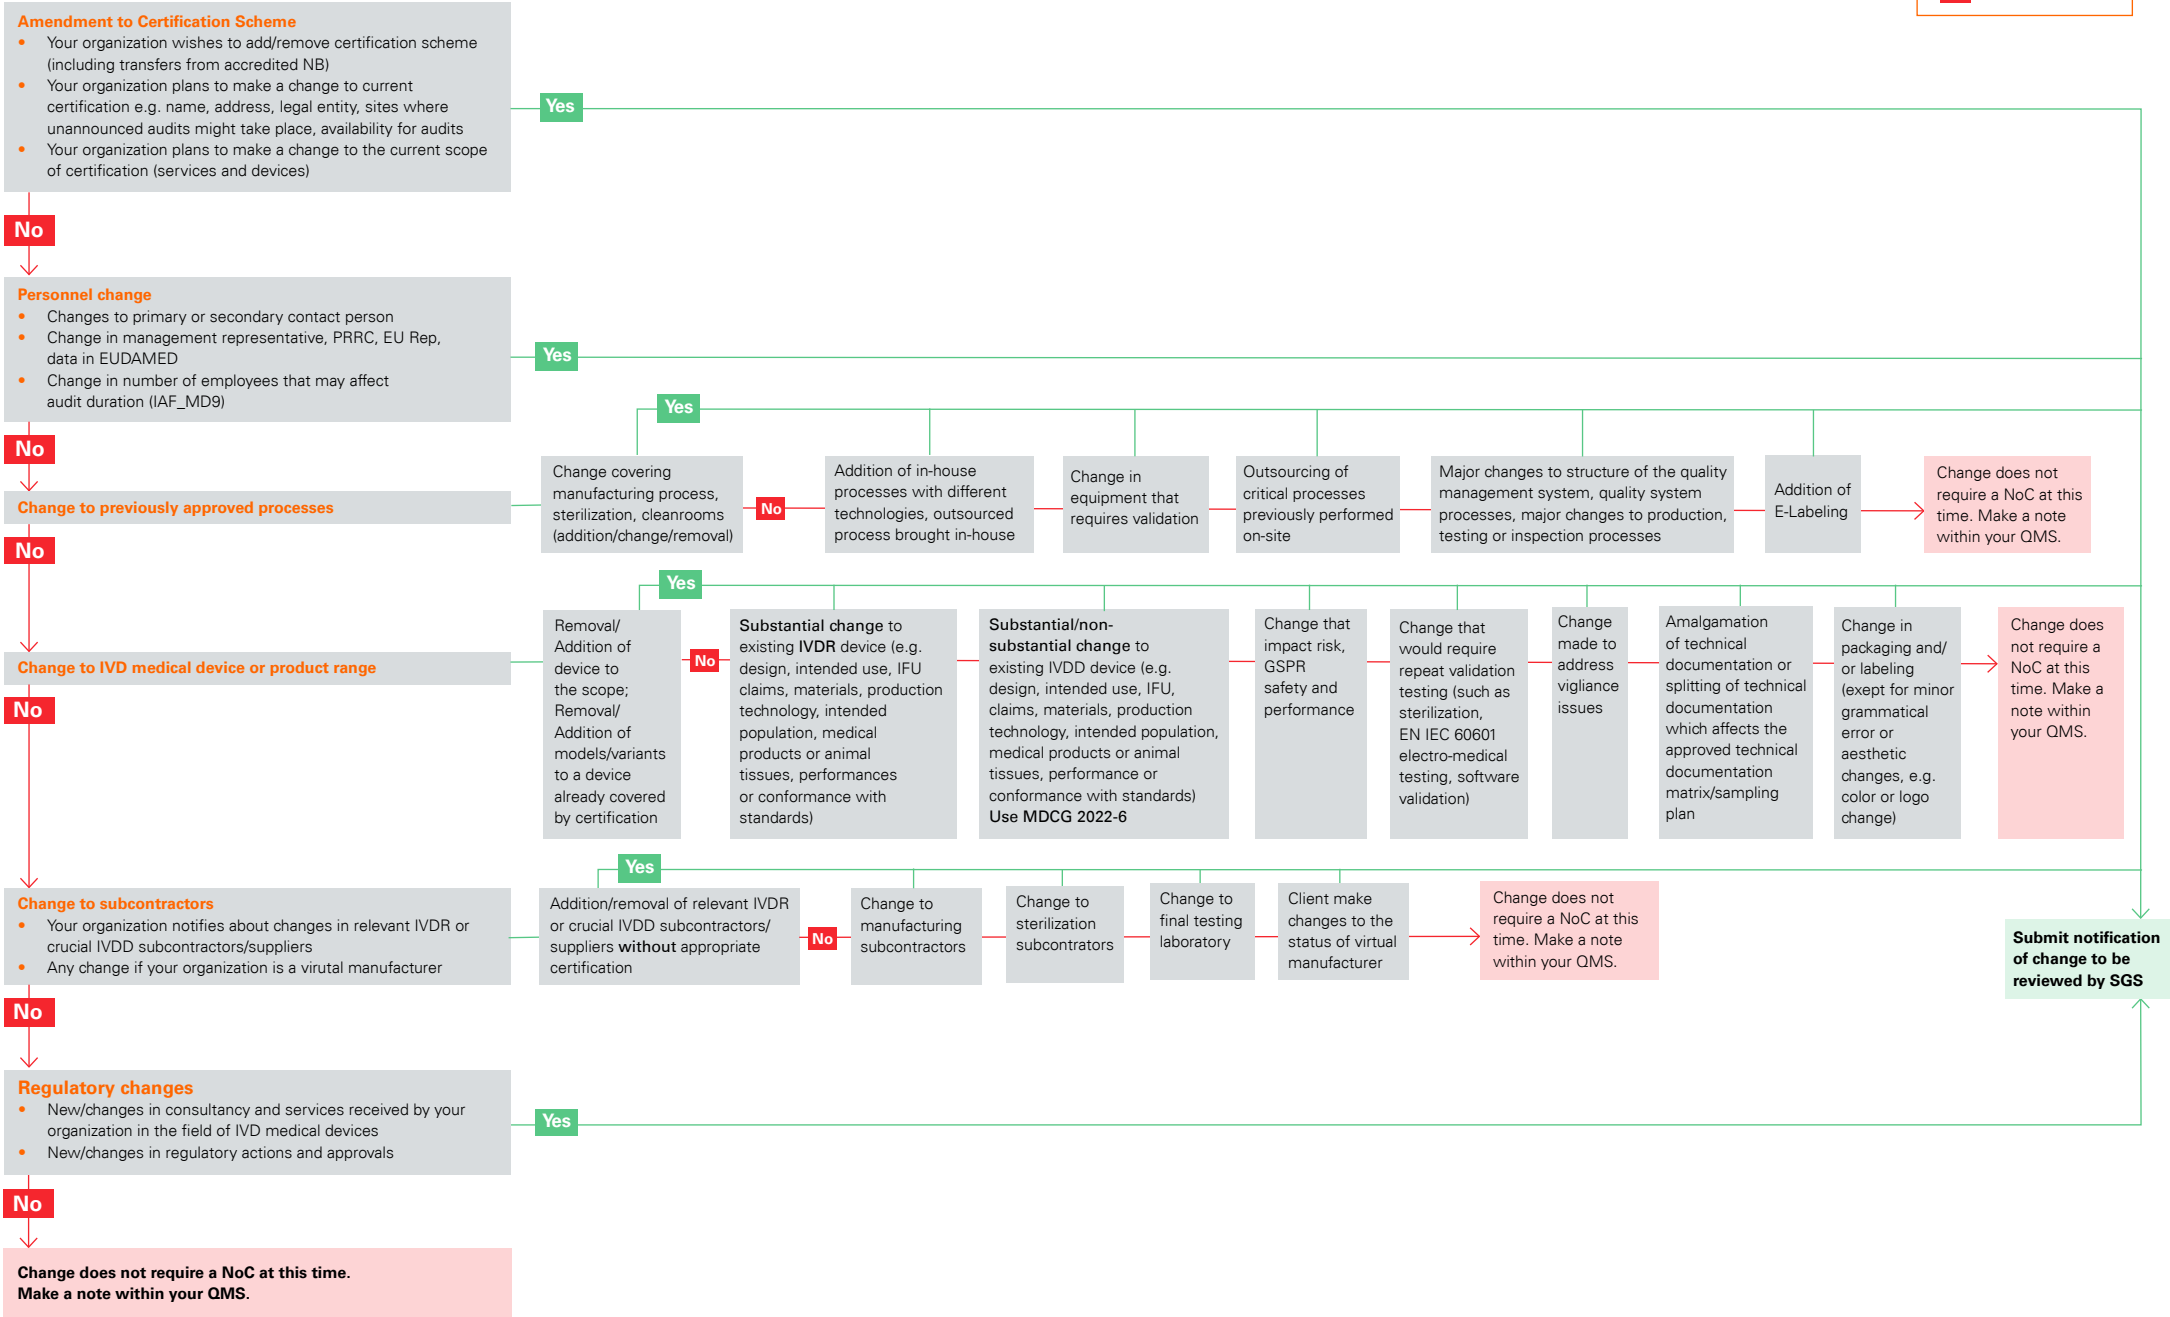 Amendment to Certification Scheme
• Your organization wishes to add/remove certification scheme
(including transfers from accredited NB)
• Your organization plans to make a change to current
certification e.g. name, address, legal entity, sites where
unannounced audits might take place, availability for audits
• Your organization plans to make a change to the current scope
of certification (services and devices)
Yes
No
Personnel change
• Changes to primary or secondary contact person
• Change in management representative, PRRC, EU Rep,
data in EUDAMED
• Change in number of employees that may affect
audit duration (IAF_MD9)
Yes
No
Change to previously approved processes
Yes
Change covering
manufacturing process,
sterilization, cleanrooms
(addition/change/removal)
No
Addition of in-house
processes with different
technologies, outsourced
process brought in-house
Change in
equipment that
requires validation
Outsourcing of
critical processes
previously performed
on-site
Major changes to structure of the quality
management system, quality system
processes, major changes to production,
testing or inspection processes
Addition of
E-Labeling
Change does not
require a NoC at this
time. Make a note
within your QMS.
No
Change to IVD medical device or product range
Yes
Removal/
Addition of
device to
the scope;
Removal/
Addition of
models/variants
to a device
already covered
by certification
No
Substantial change to
existing IVDR device (e.g.
design, intended use, IFU
claims, materials, production
technology, intended
population, medical
products or animal
tissues, performances
or conformance with
standards)
Substantial/non-
substantial change to
existing IVDD device (e.g.
design, intended use, IFU,
claims, materials, production
technology, intended population,
medical products or animal
tissues, performance or
conformance with standards)
Use MDCG 2022-6
Change that
impact risk,
GSPR
safety and
performance
Change that
would require
repeat validation
testing (such as
sterilization,
EN IEC 60601
electro-medical
testing, software
validation)
Change
made to
address
vigliance
issues
Amalgamation
of technical
documentation or
splitting of technical
documentation
which affects the
approved technical
documentation
matrix/sampling
plan
Change in
packaging and/
or labeling
(exept for minor
grammatical
error or
aesthetic
changes, e.g.
color or logo
change)
Change does
not require a
NoC at this
time. Make a
note within
your QMS.
No
Change to subcontractors
• Your organization notifies about changes in relevant IVDR or
crucial IVDD subcontractors/suppliers
• Any change if your organization is a virutal manufacturer
Yes
Addition/removal of relevant IVDR
or crucial IVDD subcontractors/
suppliers without appropriate
certification
No
Change to
manufacturing
subcontractors
Change to
sterilization
subcontrators
Change to
final testing
laboratory
Client make
changes to the
status of virtual
manufacturer
Change does not
require a NoC at this
time. Make a note
within your QMS.
Submit notification
of change to be
reviewed by SGS
No
Regulatory changes
• New/changes in consultancy and services received by your
organization in the field of IVD medical devices
• New/changes in regulatory actions and approvals
Yes
No
Change does not require a NoC at this time.
Make a note within your QMS.